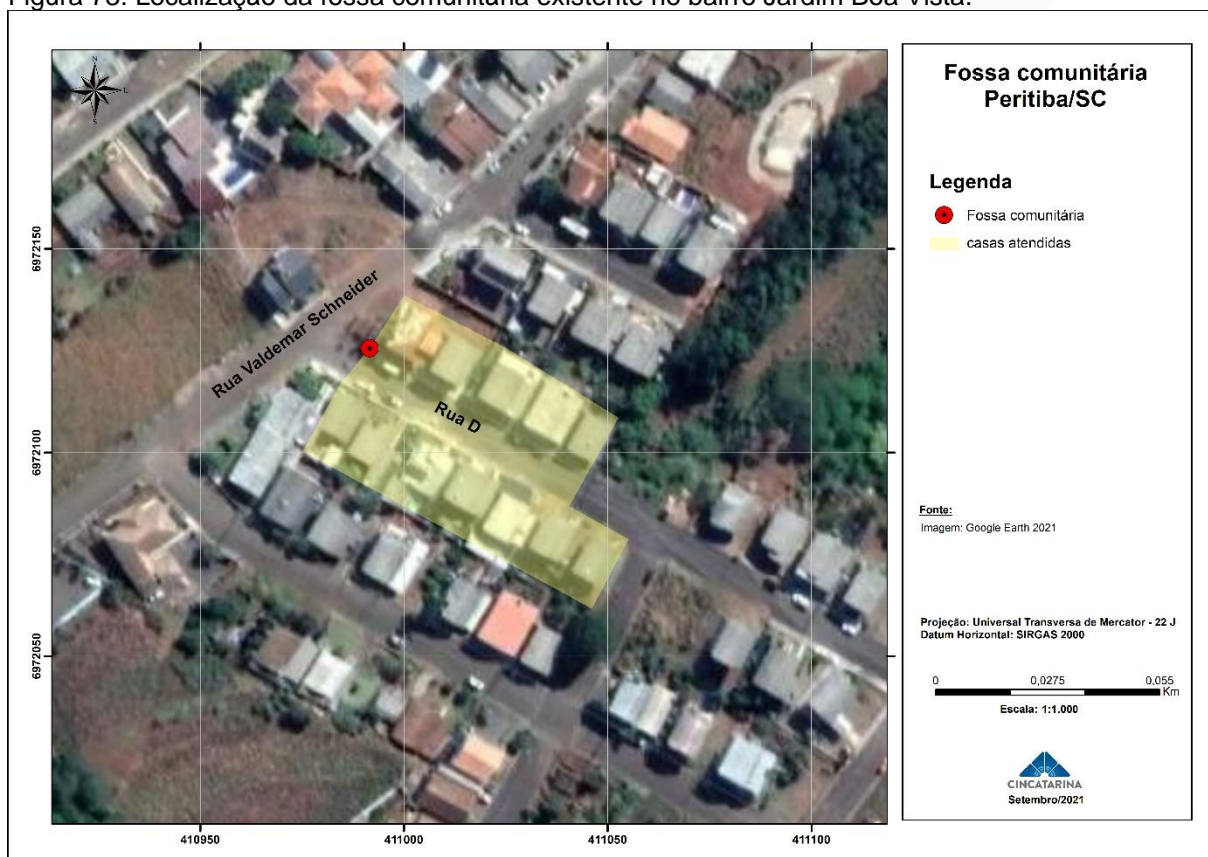 Figura 75: Localização da fossa comunitária existente no bairro Jardim Boa Vista.
N
E
S
Rua Valdemar Schneider
Rua D
6972150
6972100
6972050
410950
411000
411050
411100
Fossa comunitária
Peritiba/SC
Legenda
Fossa comunitária
casas atendidas
Fonte:
Imagem: Google Earth 2021
Projeção: Universal Transversa de Mercator - 22 J
Datum Horizontal: SIRGAS 2000
0 0,0275 0,055
Km
Escala: 1:1.000
CINCATARINA
Setembro/2021